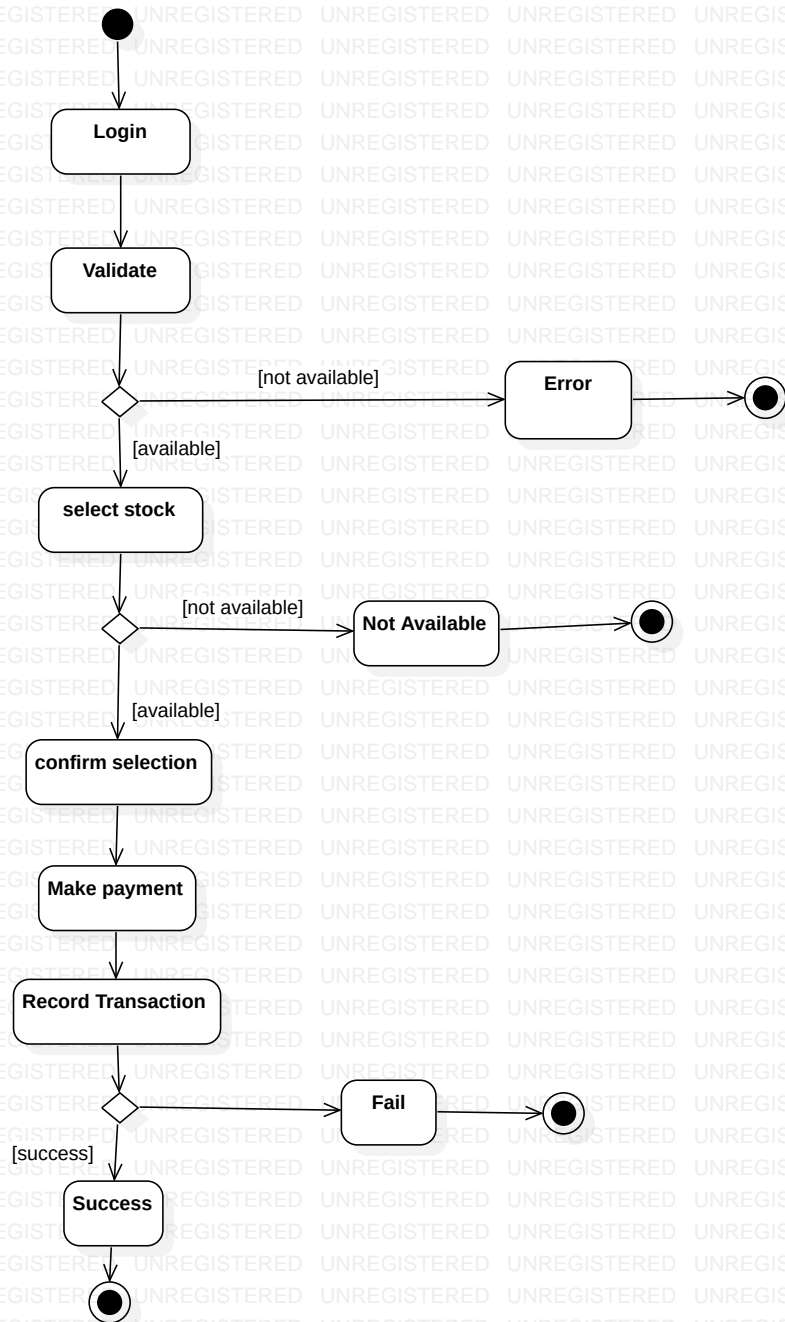 Login
Validate
[not available]
Error
[available]
select stock
[not available]
Not Available
[available]
confirm selection
Make payment
Record Transaction
Fail
[success]
Success
UNREGISTERED